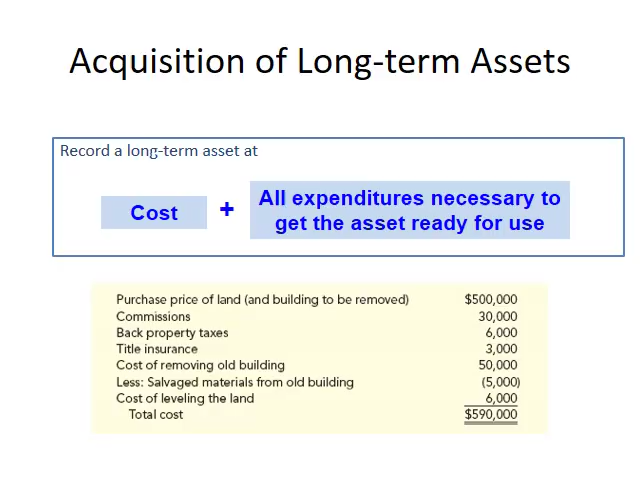 Acquisition of Long-term Assets
Record a long-term asset at
Cost + All expenditures necessary to
get the asset ready for use
Purchase price of land (and building to be removed) $500,000
Commissions 30,000
Back property taxes 6,000
Title insurance 3,000
Cost of removing old building 50,000
Less: Salvaged materials from old building (5,000)
Cost of leveling the land 6,000
Total cost $590,000